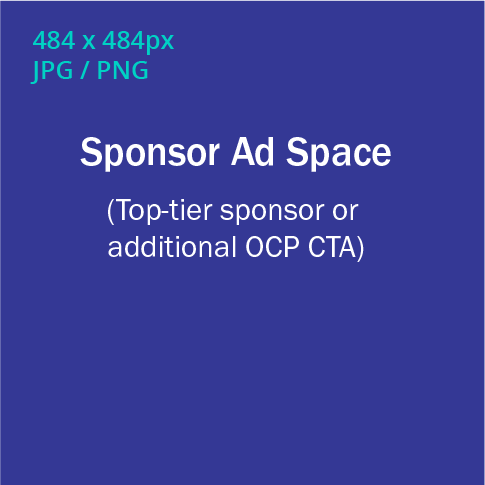 484 x 484px
JPG / PNG
Sponsor Ad Space
(Top-tier sponsor or
additional OCP CTA)